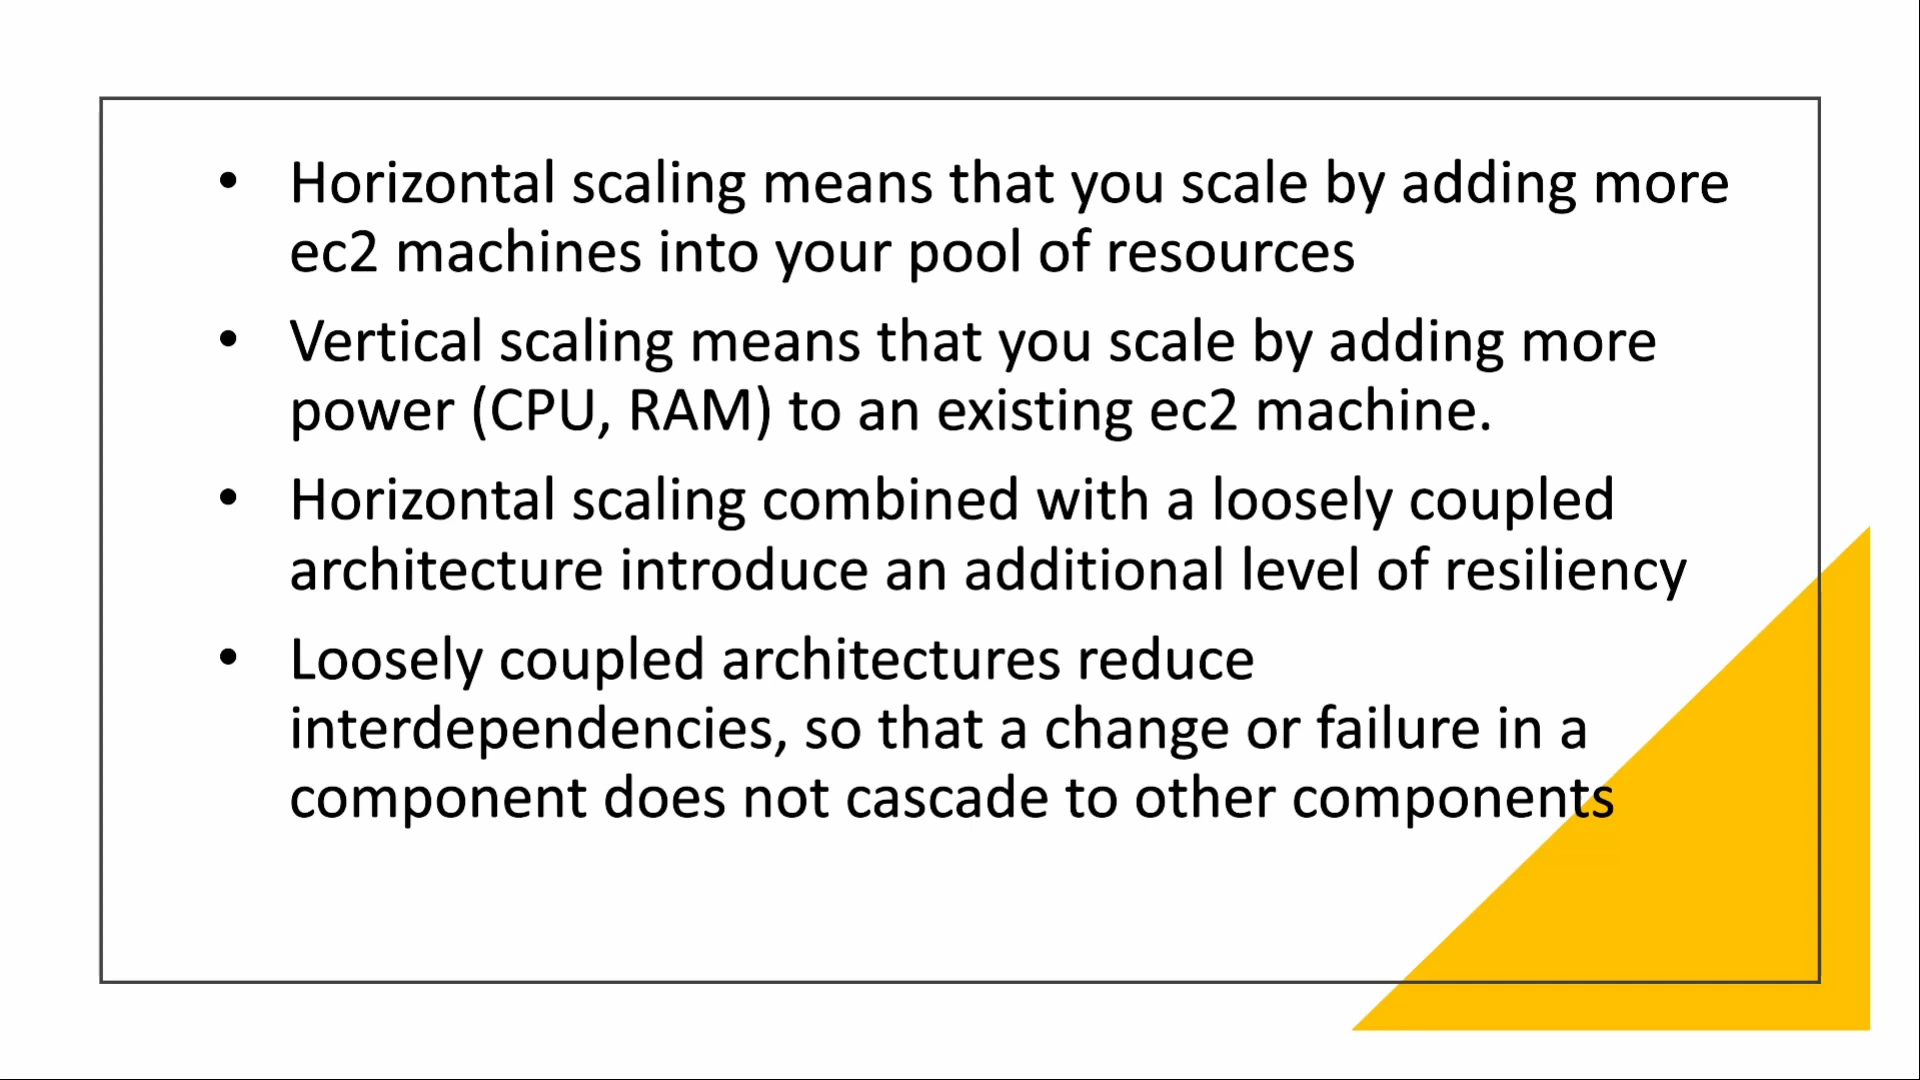 • Horizontal scaling means that you scale by adding more
ec2 machines into your pool of resources
• Vertical scaling means that you scale by adding more
power (CPU, RAM) to an existing ec2 machine.
• Horizontal scaling combined with a loosely coupled
architecture introduce an additional level of resiliency
• Loosely coupled architectures reduce
interdependencies, so that a change or failure in a
component does not cascade to other components